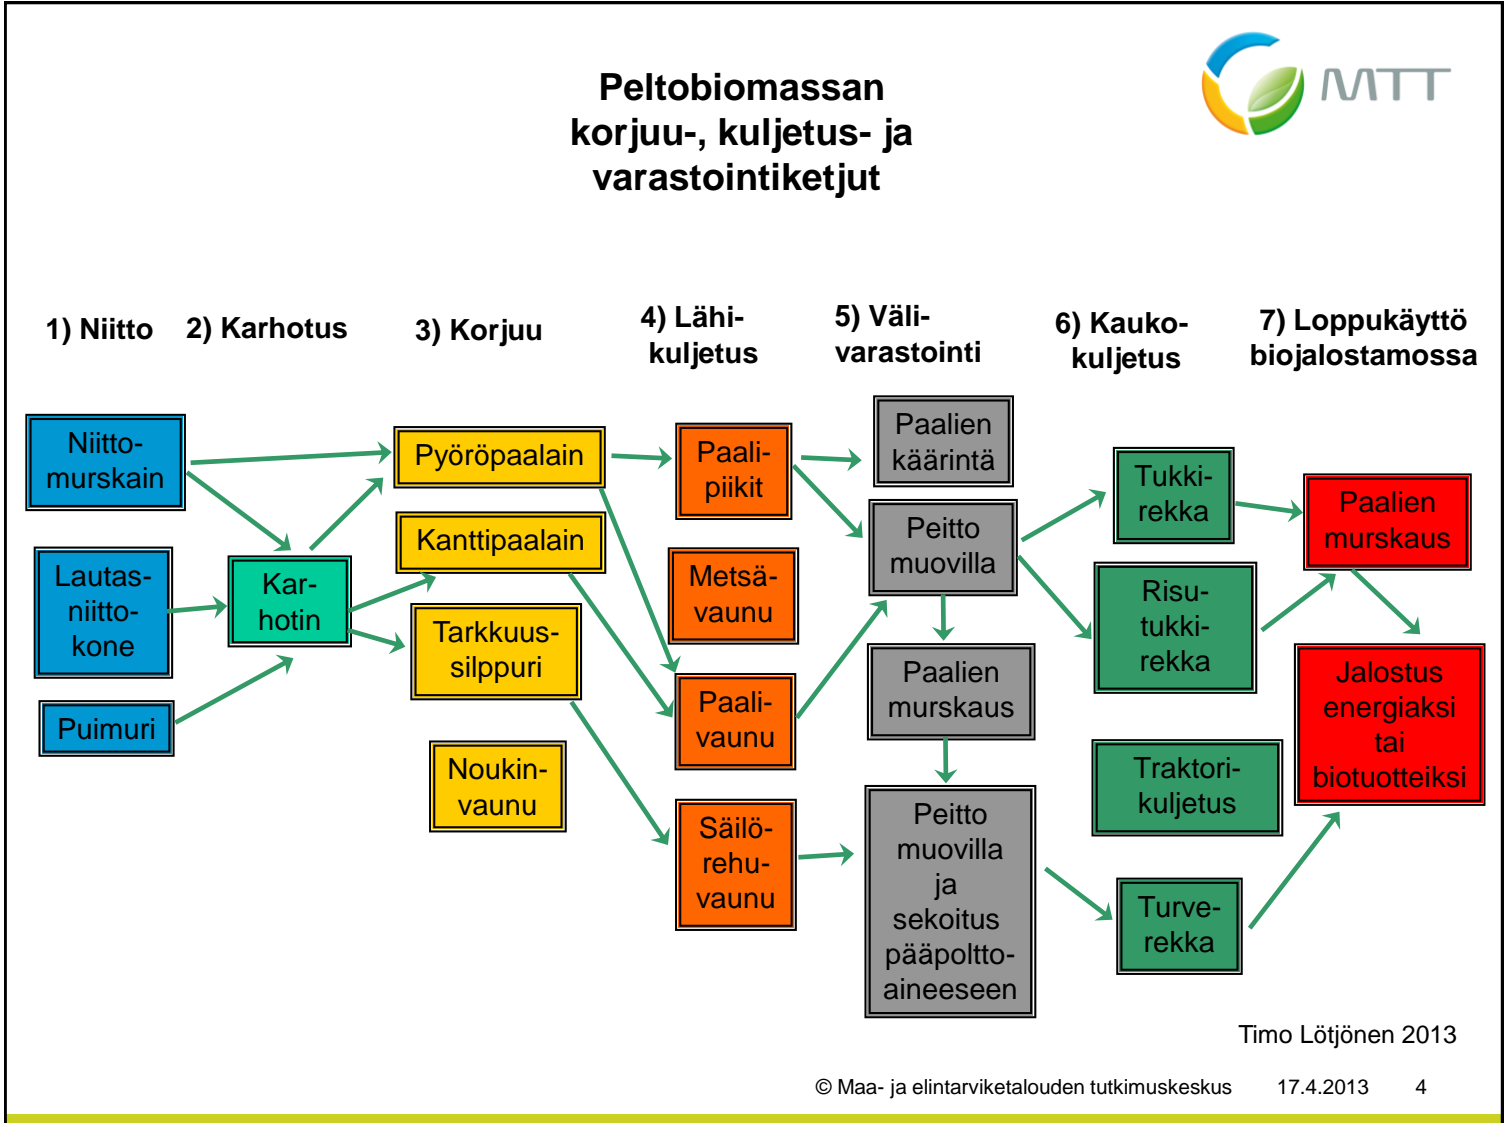 Peltobiomassan
korjuu-, kuljetus- ja
varastointiketjut
MTT
1) Niitto
2) Karhotus
3) Korjuu
4) Lähi-
kuljetus
5) Väli-
varastointi
6) Kauko-
kuljetus
7) Loppukäyttö
biojalostamossa
Niitto-
murskain
Lautas-
niitto-
kone
Puimuri
Kar-
hotin
Pyöröpaalain
Kanttipaalain
Tarkkuus-
silppuri
Noukin-
vaunu
Paali-
piikit
Metsä-
vaunu
Paali-
vaunu
Säilö-
rehu-
vaunu
Paalien
käärintä
Peitto
muovilla
Paalien
murskaus
Peitto
muovilla
ja
sekoitus
pääpoltto-
aineeseen
Tukki-
rekka
Risu-
tukki-
rekka
Traktori-
kuljetus
Turve-
rekka
Paalien
murskaus
Jalostus
energiaksi
tai
biotuotteiksi
Timo Lötjönen 2013
© Maa- ja elintarviketalouden tutkimuskeskus 17.4.2013 4